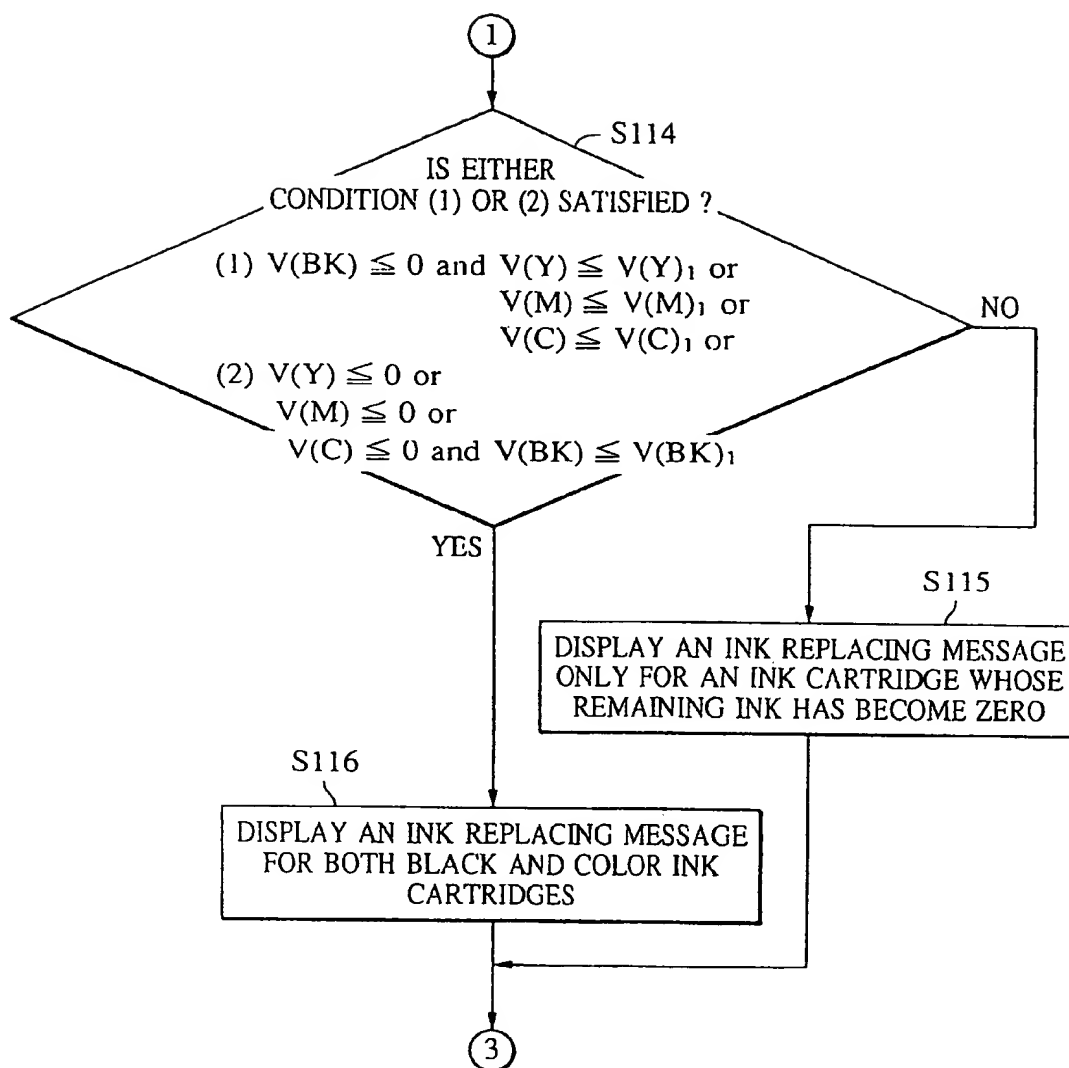 1
S114
IS EITHER
CONDITION (1) OR (2) SATISFIED ?
(1) V(BK) ≦ 0 and V(Y) ≦ V(Y)₁ or
V(M) ≦ V(M)₁ or
V(C) ≦ V(C)₁ or
NO
(2) V(Y) ≦ 0 or
V(M) ≦ 0 or
V(C) ≦ 0 and V(BK) ≦ V(BK)₁
YES
S115
DISPLAY AN INK REPLACING MESSAGE
ONLY FOR AN INK CARTRIDGE WHOSE
REMAINING INK HAS BECOME ZERO
S116
DISPLAY AN INK REPLACING MESSAGE
FOR BOTH BLACK AND COLOR INK
CARTRIDGES
3